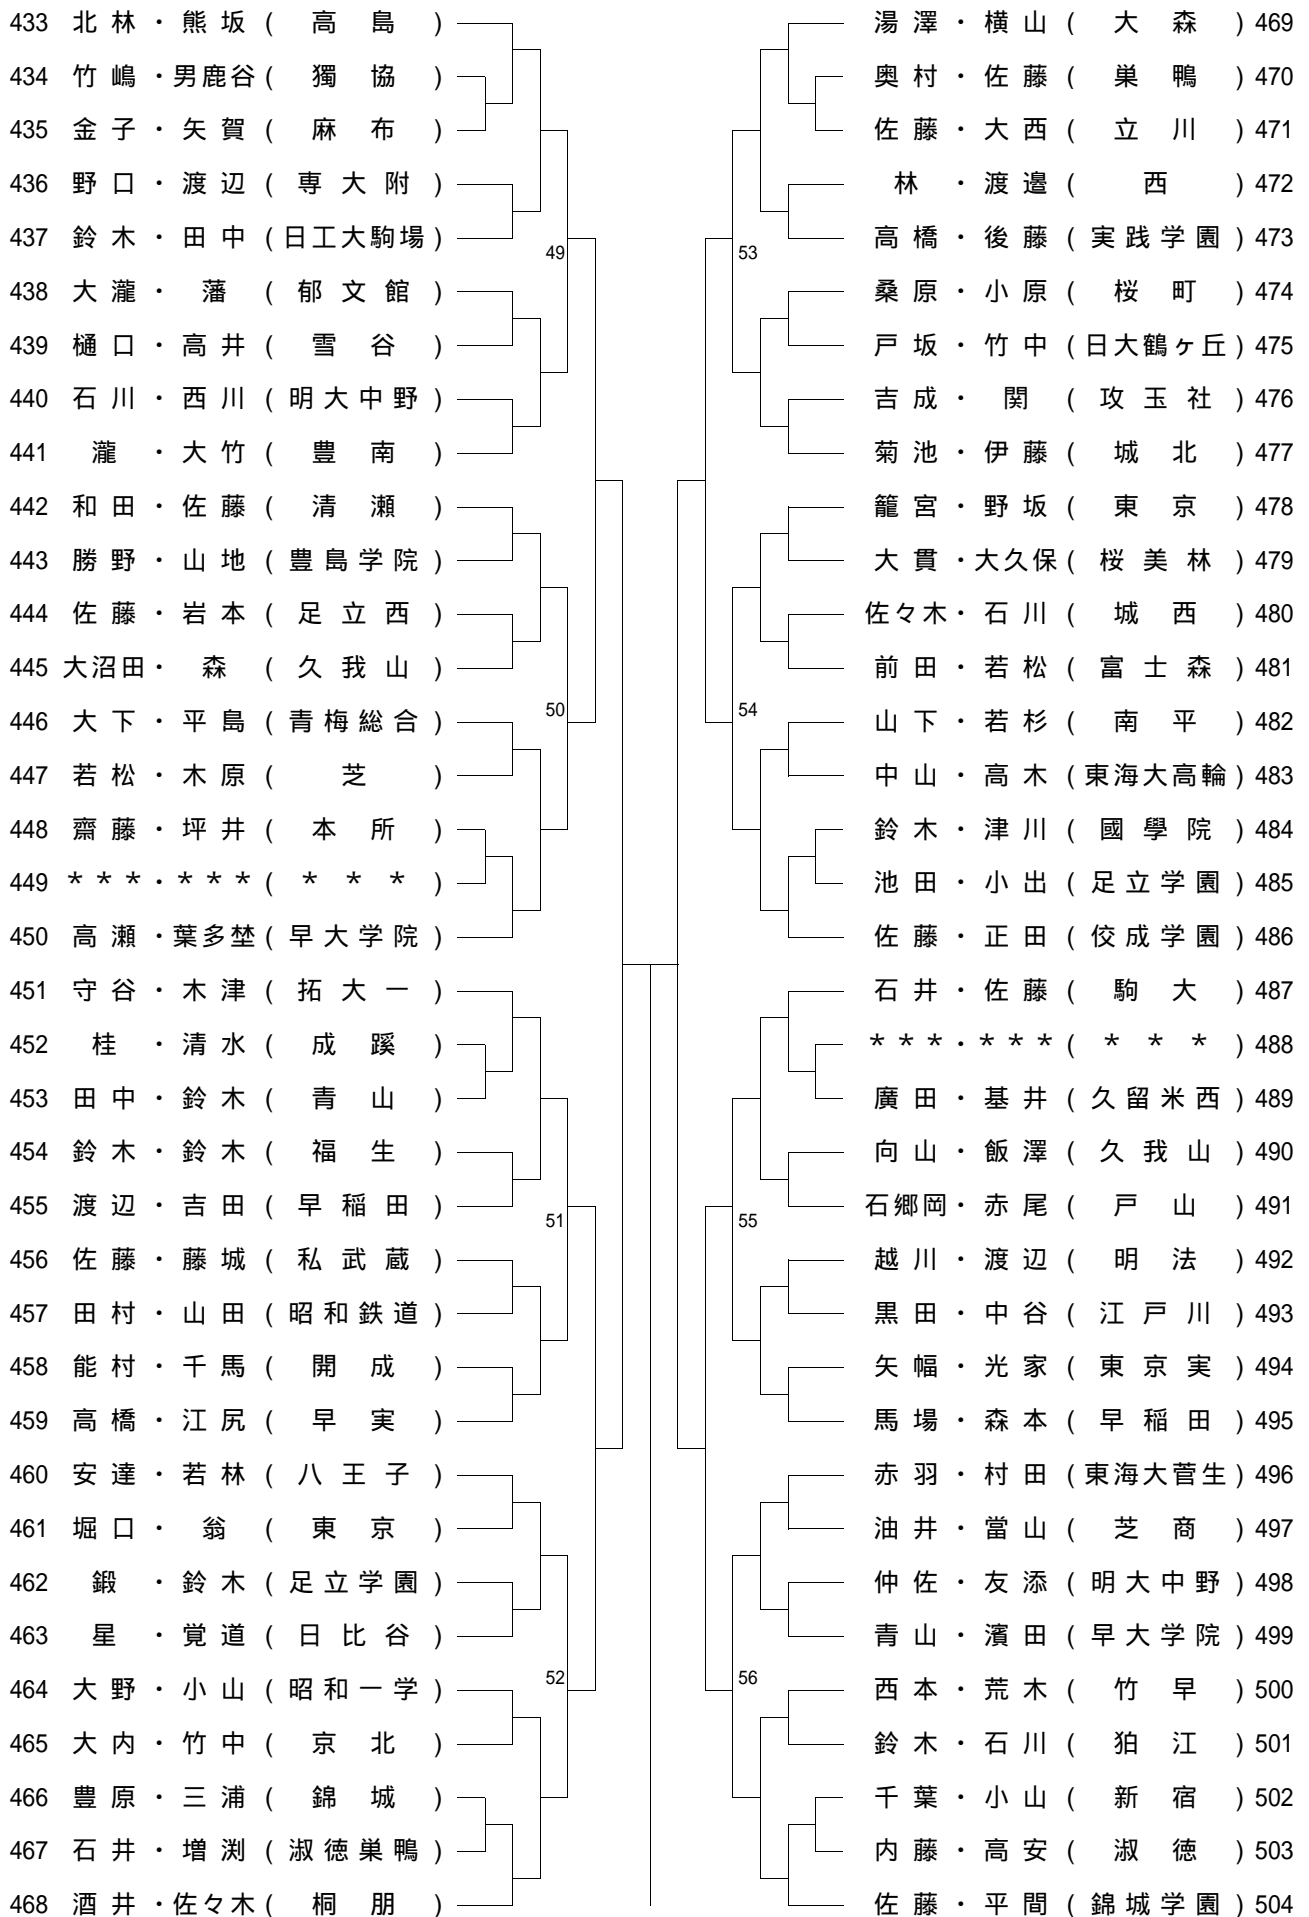 433 北林・熊坂(高島)
434 竹嶋・男鹿谷(獨協)
435 金子・矢賀(麻布)
436 野口・渡辺(専大附)
437 鈴木・田中(日工大駒場)
49
438 大瀧・藩(郁文館)
439 樋口・高井(雪谷)
440 石川・西川(明大中野)
441 瀧・大竹(豊南)
442 和田・佐藤(清瀬)
443 勝野・山地(豊島学院)
444 佐藤・岩本(足立西)
445 大沼田・森(久我山)
50
446 大下・平島(青梅総合)
447 若松・木原(芝)
448 齋藤・坪井(本所)
449 ***・***(***)
450 高瀬・葉多埜(早大学院)
451 守谷・木津(拓大一)
452 桂・清水(成蹊)
453 田中・鈴木(青山)
454 鈴木・鈴木(福生)
455 渡辺・吉田(早稲田)
51
456 佐藤・藤城(私武蔵)
457 田村・山田(昭和鉄道)
458 能村・千馬(開成)
459 高橋・江尻(早実)
460 安達・若林(八王子)
461 堀口・翁(東京)
462 鍛・鈴木(足立学園)
463 星・覚道(日比谷)
52
464 大野・小山(昭和一学)
465 大内・竹中(京北)
466 豊原・三浦(錦城)
467 石井・増渕(淑徳巣鴨)
468 酒井・佐々木(桐朋)
湯澤・横山(大森)469
奥村・佐藤(巣鴨)470
佐藤・大西(立川)471
林・渡邉(西)472
高橋・後藤(実践学園)473
53
桑原・小原(桜町)474
戸坂・竹中(日大鶴ヶ丘)475
吉成・関(攻玉社)476
菊池・伊藤(城北)477
籠宮・野坂(東京)478
大貫・大久保(桜美林)479
佐々木・石川(城西)480
前田・若松(富士森)481
54
山下・若杉(南平)482
中山・高木(東海大高輪)483
鈴木・津川(國學院)484
池田・小出(足立学園)485
佐藤・正田(佼成学園)486
石井・佐藤(駒大)487
***・***(***)488
廣田・基井(久留米西)489
向山・飯澤(久我山)490
石郷岡・赤尾(戸山)491
55
越川・渡辺(明法)492
黒田・中谷(江戸川)493
矢幅・光家(東京実)494
馬場・森本(早稲田)495
赤羽・村田(東海大菅生)496
油井・當山(芝商)497
仲佐・友添(明大中野)498
青山・濱田(早大学院)499
56
西本・荒木(竹早)500
鈴木・石川(狛江)501
千葉・小山(新宿)502
内藤・高安(淑徳)503
佐藤・平間(錦城学園)504